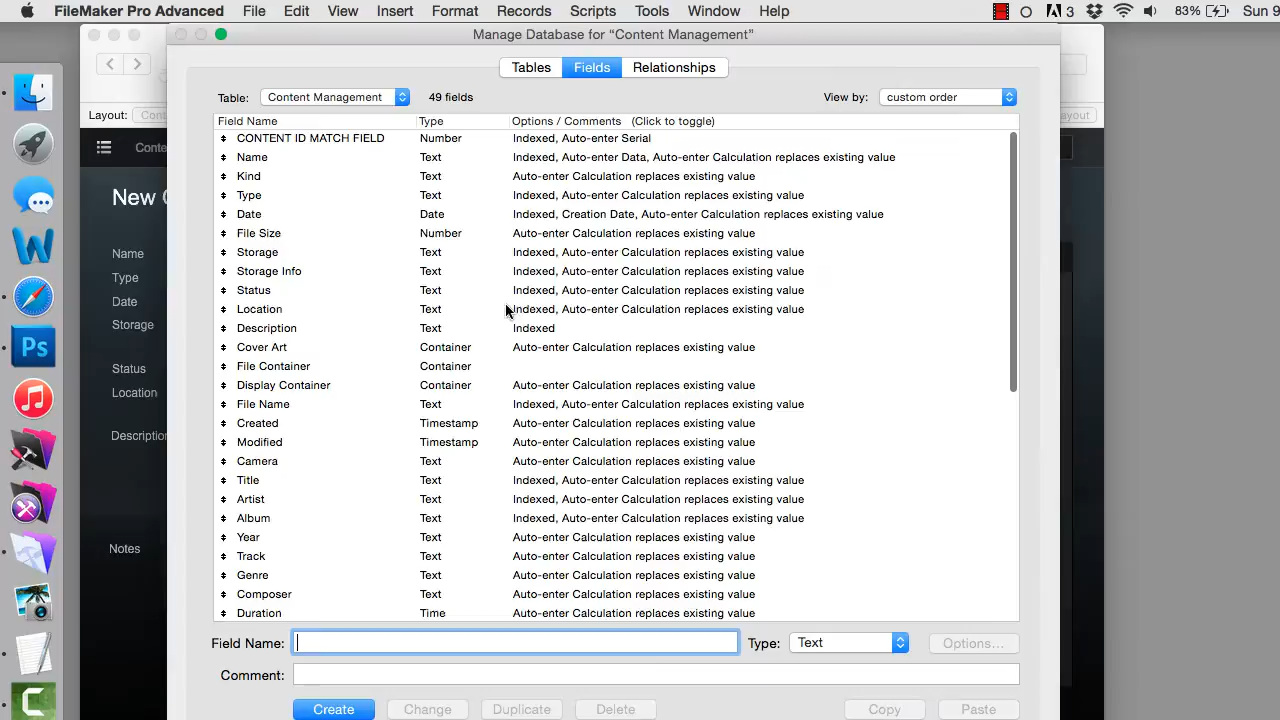 FileMaker Pro Advanced File Edit View Insert Format Records Scripts Tools Window Help 3 83% Sun 9
Manage Database for “Content Management”
Tables Fields Relationships
Table: Content Management 49 fields View by: custom order
Field Name Type Options / Comments (Click to toggle)
CONTENT ID MATCH FIELD Number Indexed, Auto-enter Serial
Name Text Indexed, Auto-enter Data, Auto-enter Calculation replaces existing value
Kind Text Auto-enter Calculation replaces existing value
Type Text Indexed, Auto-enter Calculation replaces existing value
Date Date Indexed, Creation Date, Auto-enter Calculation replaces existing value
File Size Number Auto-enter Calculation replaces existing value
Storage Text Indexed, Auto-enter Calculation replaces existing value
Storage Info Text Indexed, Auto-enter Calculation replaces existing value
Status Text Indexed, Auto-enter Calculation replaces existing value
Location Text Indexed, Auto-enter Calculation replaces existing value
Description Text Indexed
Cover Art Container Auto-enter Calculation replaces existing value
File Container Container
Display Container Container Auto-enter Calculation replaces existing value
File Name Text Indexed, Auto-enter Calculation replaces existing value
Created Timestamp Auto-enter Calculation replaces existing value
Modified Timestamp Auto-enter Calculation replaces existing value
Camera Text Auto-enter Calculation replaces existing value
Title Text Indexed, Auto-enter Calculation replaces existing value
Artist Text Indexed, Auto-enter Calculation replaces existing value
Album Text Indexed, Auto-enter Calculation replaces existing value
Year Text Auto-enter Calculation replaces existing value
Track Text Auto-enter Calculation replaces existing value
Genre Text Auto-enter Calculation replaces existing value
Composer Text Auto-enter Calculation replaces existing value
Duration Time Auto-enter Calculation replaces existing value
Field Name: Type: Text Options...
Comment:
Create Change Duplicate Delete Copy Paste
Layout: Cont ayout
Conte
New C
Name
Type
Date
Storage
Status
Location
Description
Notes
Ps